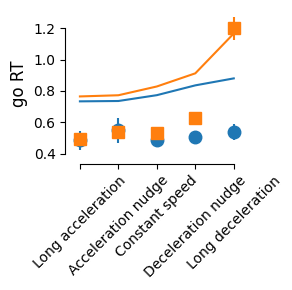 go RT
1.2
1.0
0.8
0.6
0.4
Long acceleration
Acceleration nudge
Constant speed
Deceleration nudge
Long deceleration